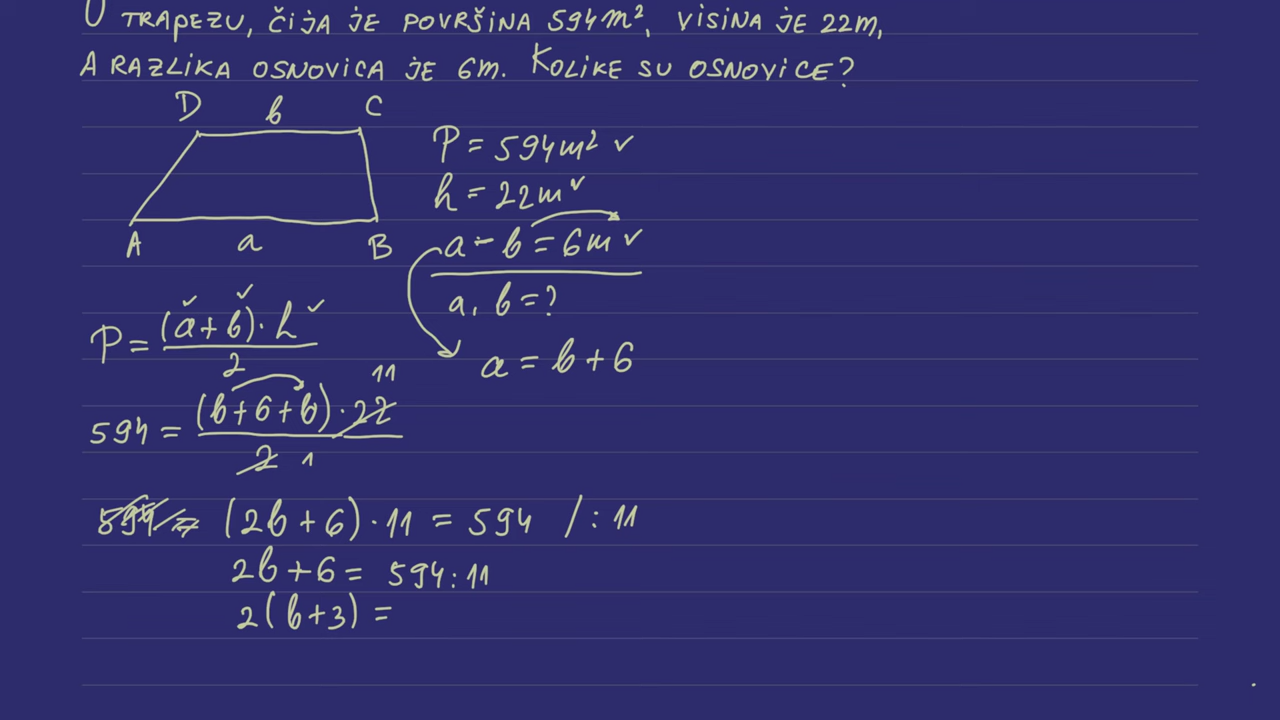 U TRAPEZU, ČIJA JE POVRŠINA 594m², VISINA JE 22m,
A RAZLIKA OSNOVICA JE 6m. KOLIKE SU OSNOVICE?
D b C
A a B
P = 594m² ✓
h = 22m ✓
a - b = 6m ✓
a, b = ?
a = b + 6
P = (a + b) · h / 2
11
594 = (b + 6 + b) · 22 / 2
1
594 = (2b + 6) · 11 = 594 / : 11
2b + 6 = 594 : 11
2(b + 3) =